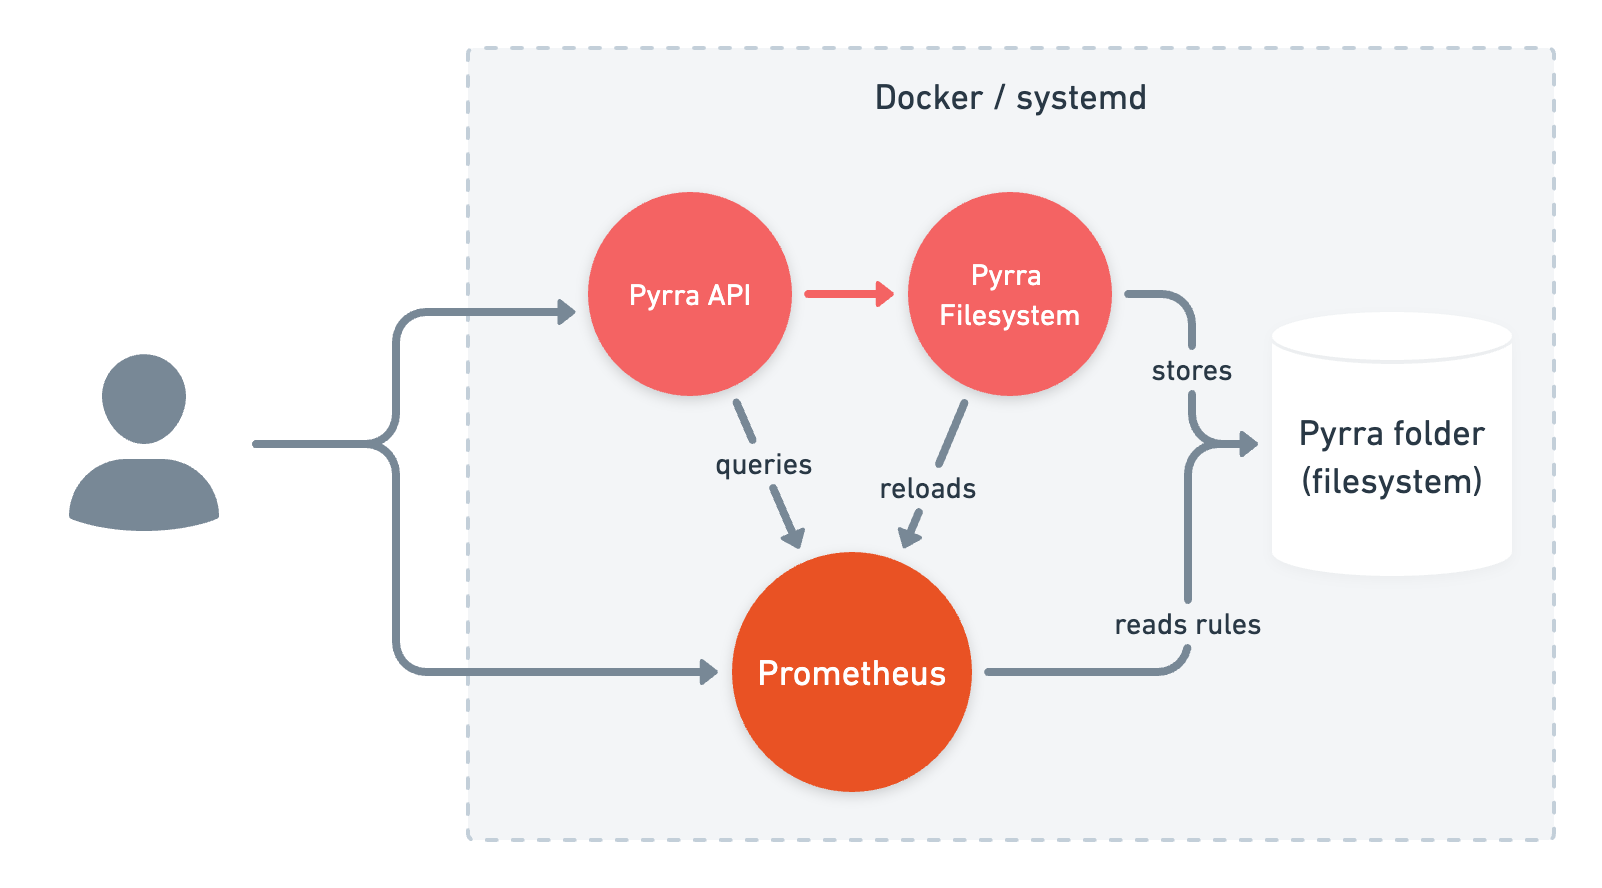 Docker / systemd
Pyrra API
Pyrra
Filesystem
stores
Pyrra folder
(filesystem)
queries
reloads
reads rules
Prometheus